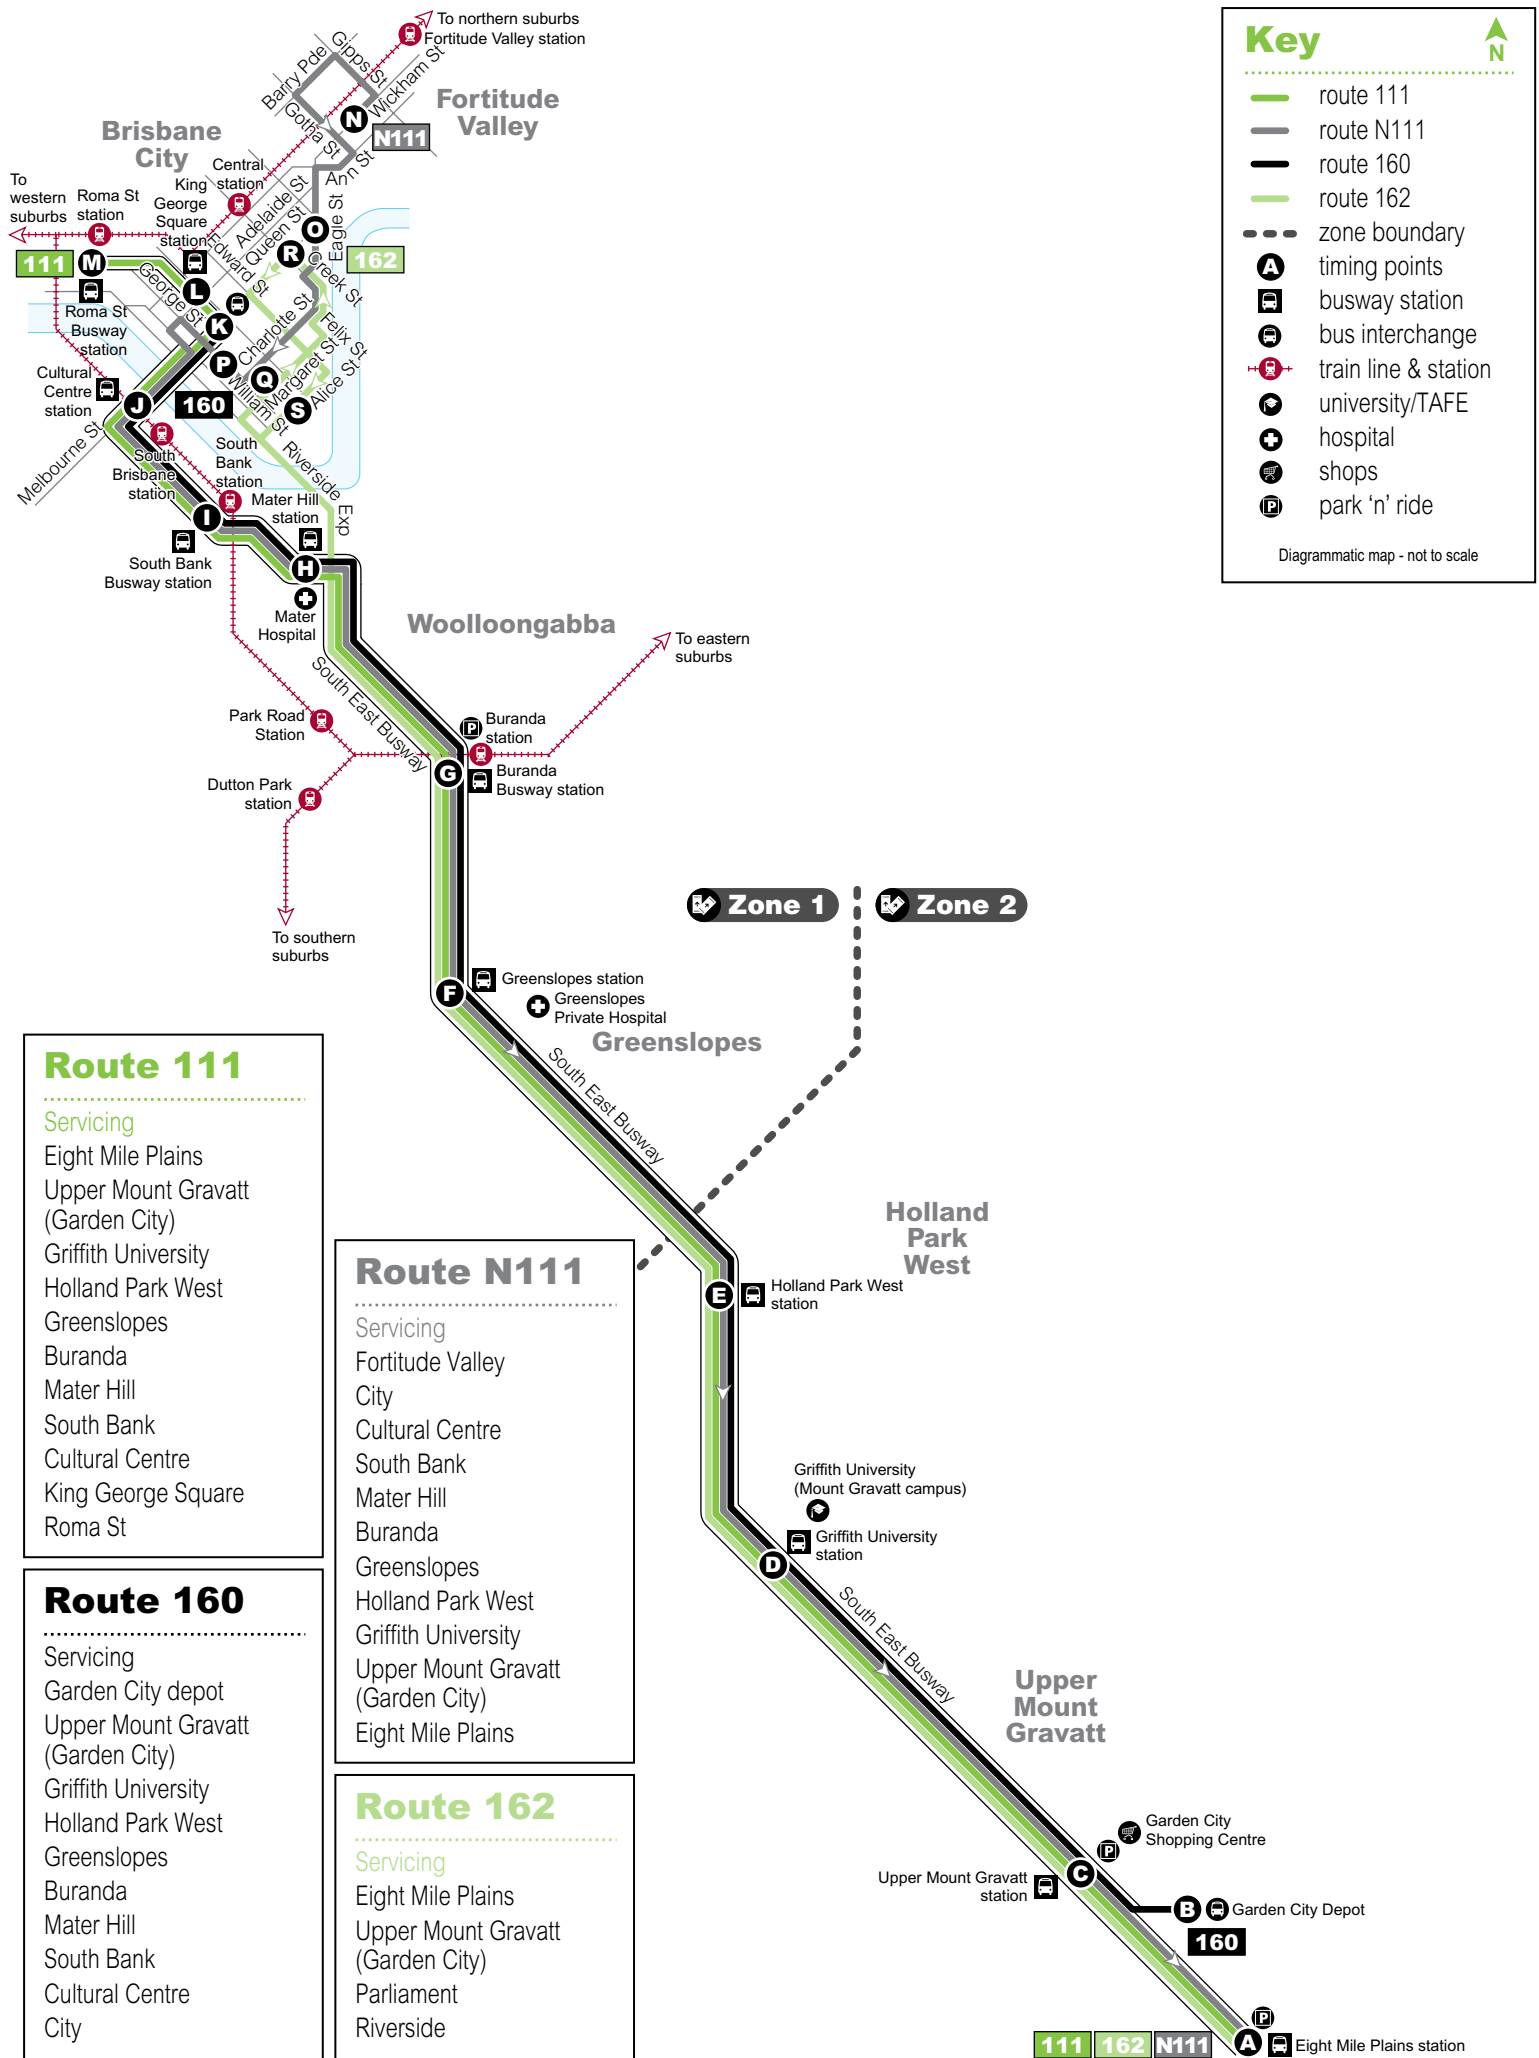 To northern suburbs
Fortitude Valley station
Gipps St
Barry Pde
Wickham St
Gotha St
N
N111
Fortitude
Valley
Brisbane
City
Ann St
Central
station
King
George
Square
station
To
western
suburbs
Roma St
station
Adelaide St
Queen St
Edward St
Eagle St
O
R
162
Creek St
111
M
George St
L
K
Roma St
Busway
station
Charlotte St
Felix St
Margaret St
Alice St
P
Q
S
William St
Cultural
Centre
station
J
160
Melbourne St
South
Brisbane
station
South
Bank
station
Riverside
Exp
Mater Hill
station
I
South Bank
Busway station
H
Mater
Hospital
Woolloongabba
To eastern
suburbs
South East Busway
Park Road
Station
P
Buranda
station
G
Buranda
Busway station
Dutton Park
station
To southern
suburbs
Zone 1
Zone 2
F
Greenslopes station
Greenslopes
Private Hospital
Greenslopes
South East Busway
Holland
Park
West
E
Holland Park West
station
Griffith University
(Mount Gravatt campus)
Griffith University
station
D
South East Busway
Upper
Mount
Gravatt
Garden City
Shopping Centre
P
C
Upper Mount Gravatt
station
B
Garden City Depot
160
P
111
162
N111
A
Eight Mile Plains station
Key
N
route 111
route N111
route 160
route 162
zone boundary
A
timing points
busway station
bus interchange
train line & station
university/TAFE
hospital
shops
P
park ‘n’ ride
Diagrammatic map - not to scale
Route 111
Servicing
Eight Mile Plains
Upper Mount Gravatt
(Garden City)
Griffith University
Holland Park West
Greenslopes
Buranda
Mater Hill
South Bank
Cultural Centre
King George Square
Roma St
Route 160
Servicing
Garden City depot
Upper Mount Gravatt
(Garden City)
Griffith University
Holland Park West
Greenslopes
Buranda
Mater Hill
South Bank
Cultural Centre
City
Route N111
Servicing
Fortitude Valley
City
Cultural Centre
South Bank
Mater Hill
Buranda
Greenslopes
Holland Park West
Griffith University
Upper Mount Gravatt
(Garden City)
Eight Mile Plains
Route 162
Servicing
Eight Mile Plains
Upper Mount Gravatt
(Garden City)
Parliament
Riverside